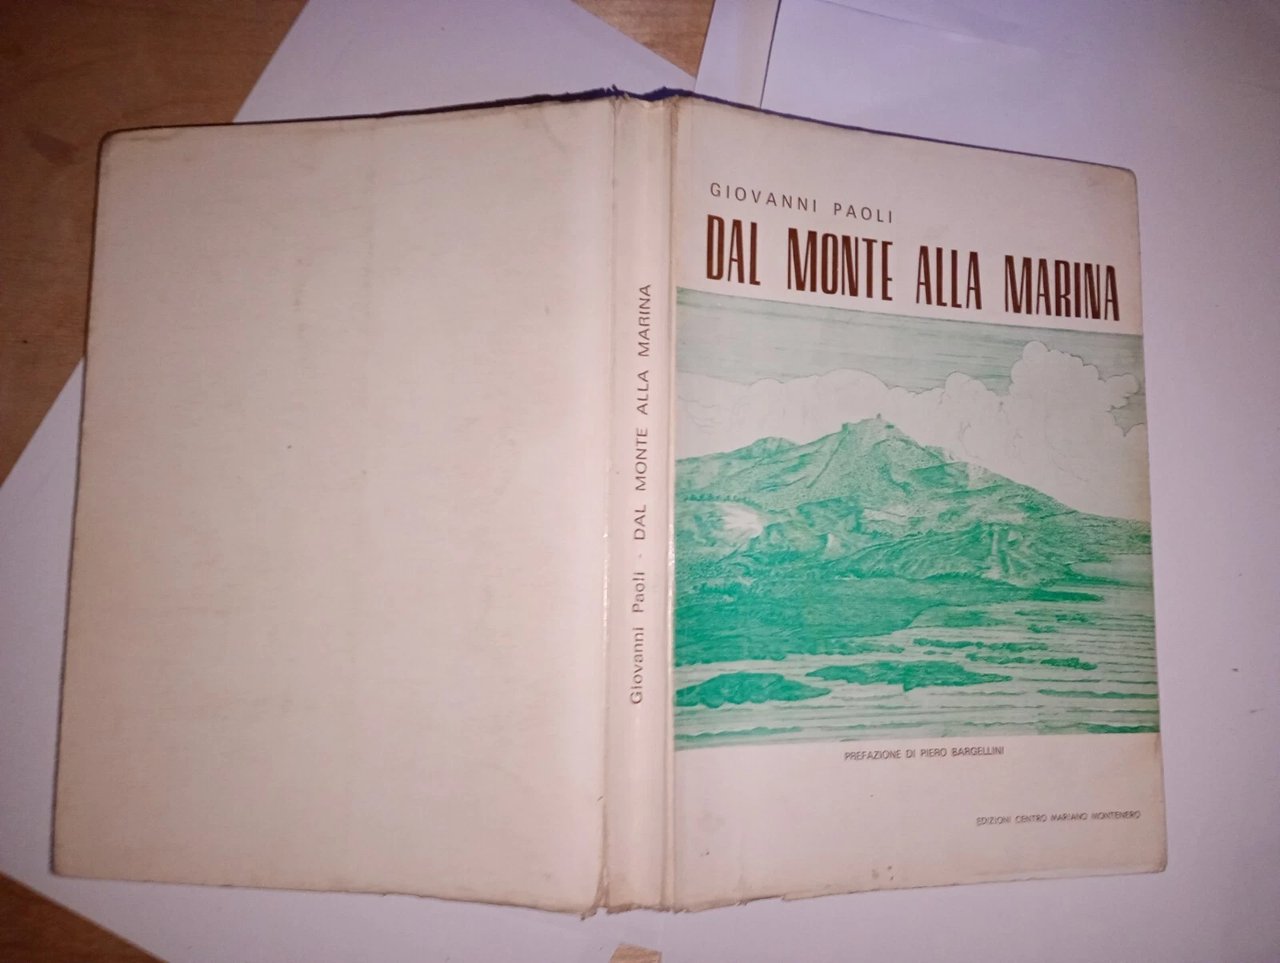 GIOVANNI PAOLI
DAL MONTE ALLA MARINA
PREFAZIONE DI PIERO BARGELLINI
EDIZIONI CENTRO MARIANO MONTENERO
Giovanni Paoli - DAL MONTE ALLA MARINA